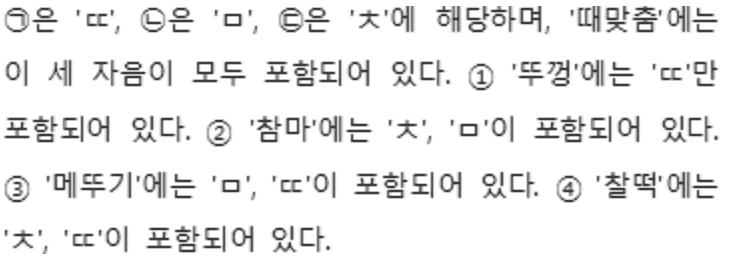 ㉠은 'ㄸ', ㉡은 'ㅁ', ㉢은 'ㅊ'에 해당하며, '때맞춤'에는
이 세 자음이 모두 포함되어 있다. ① '뚜껑'에는 'ㄸ'만
포함되어 있다. ② '참마'에는 'ㅊ', 'ㅁ'이 포함되어 있다.
③ '메뚜기'에는 'ㅁ', 'ㄸ'이 포함되어 있다. ④ '찰떡'에는
'ㅊ', 'ㄸ'이 포함되어 있다.